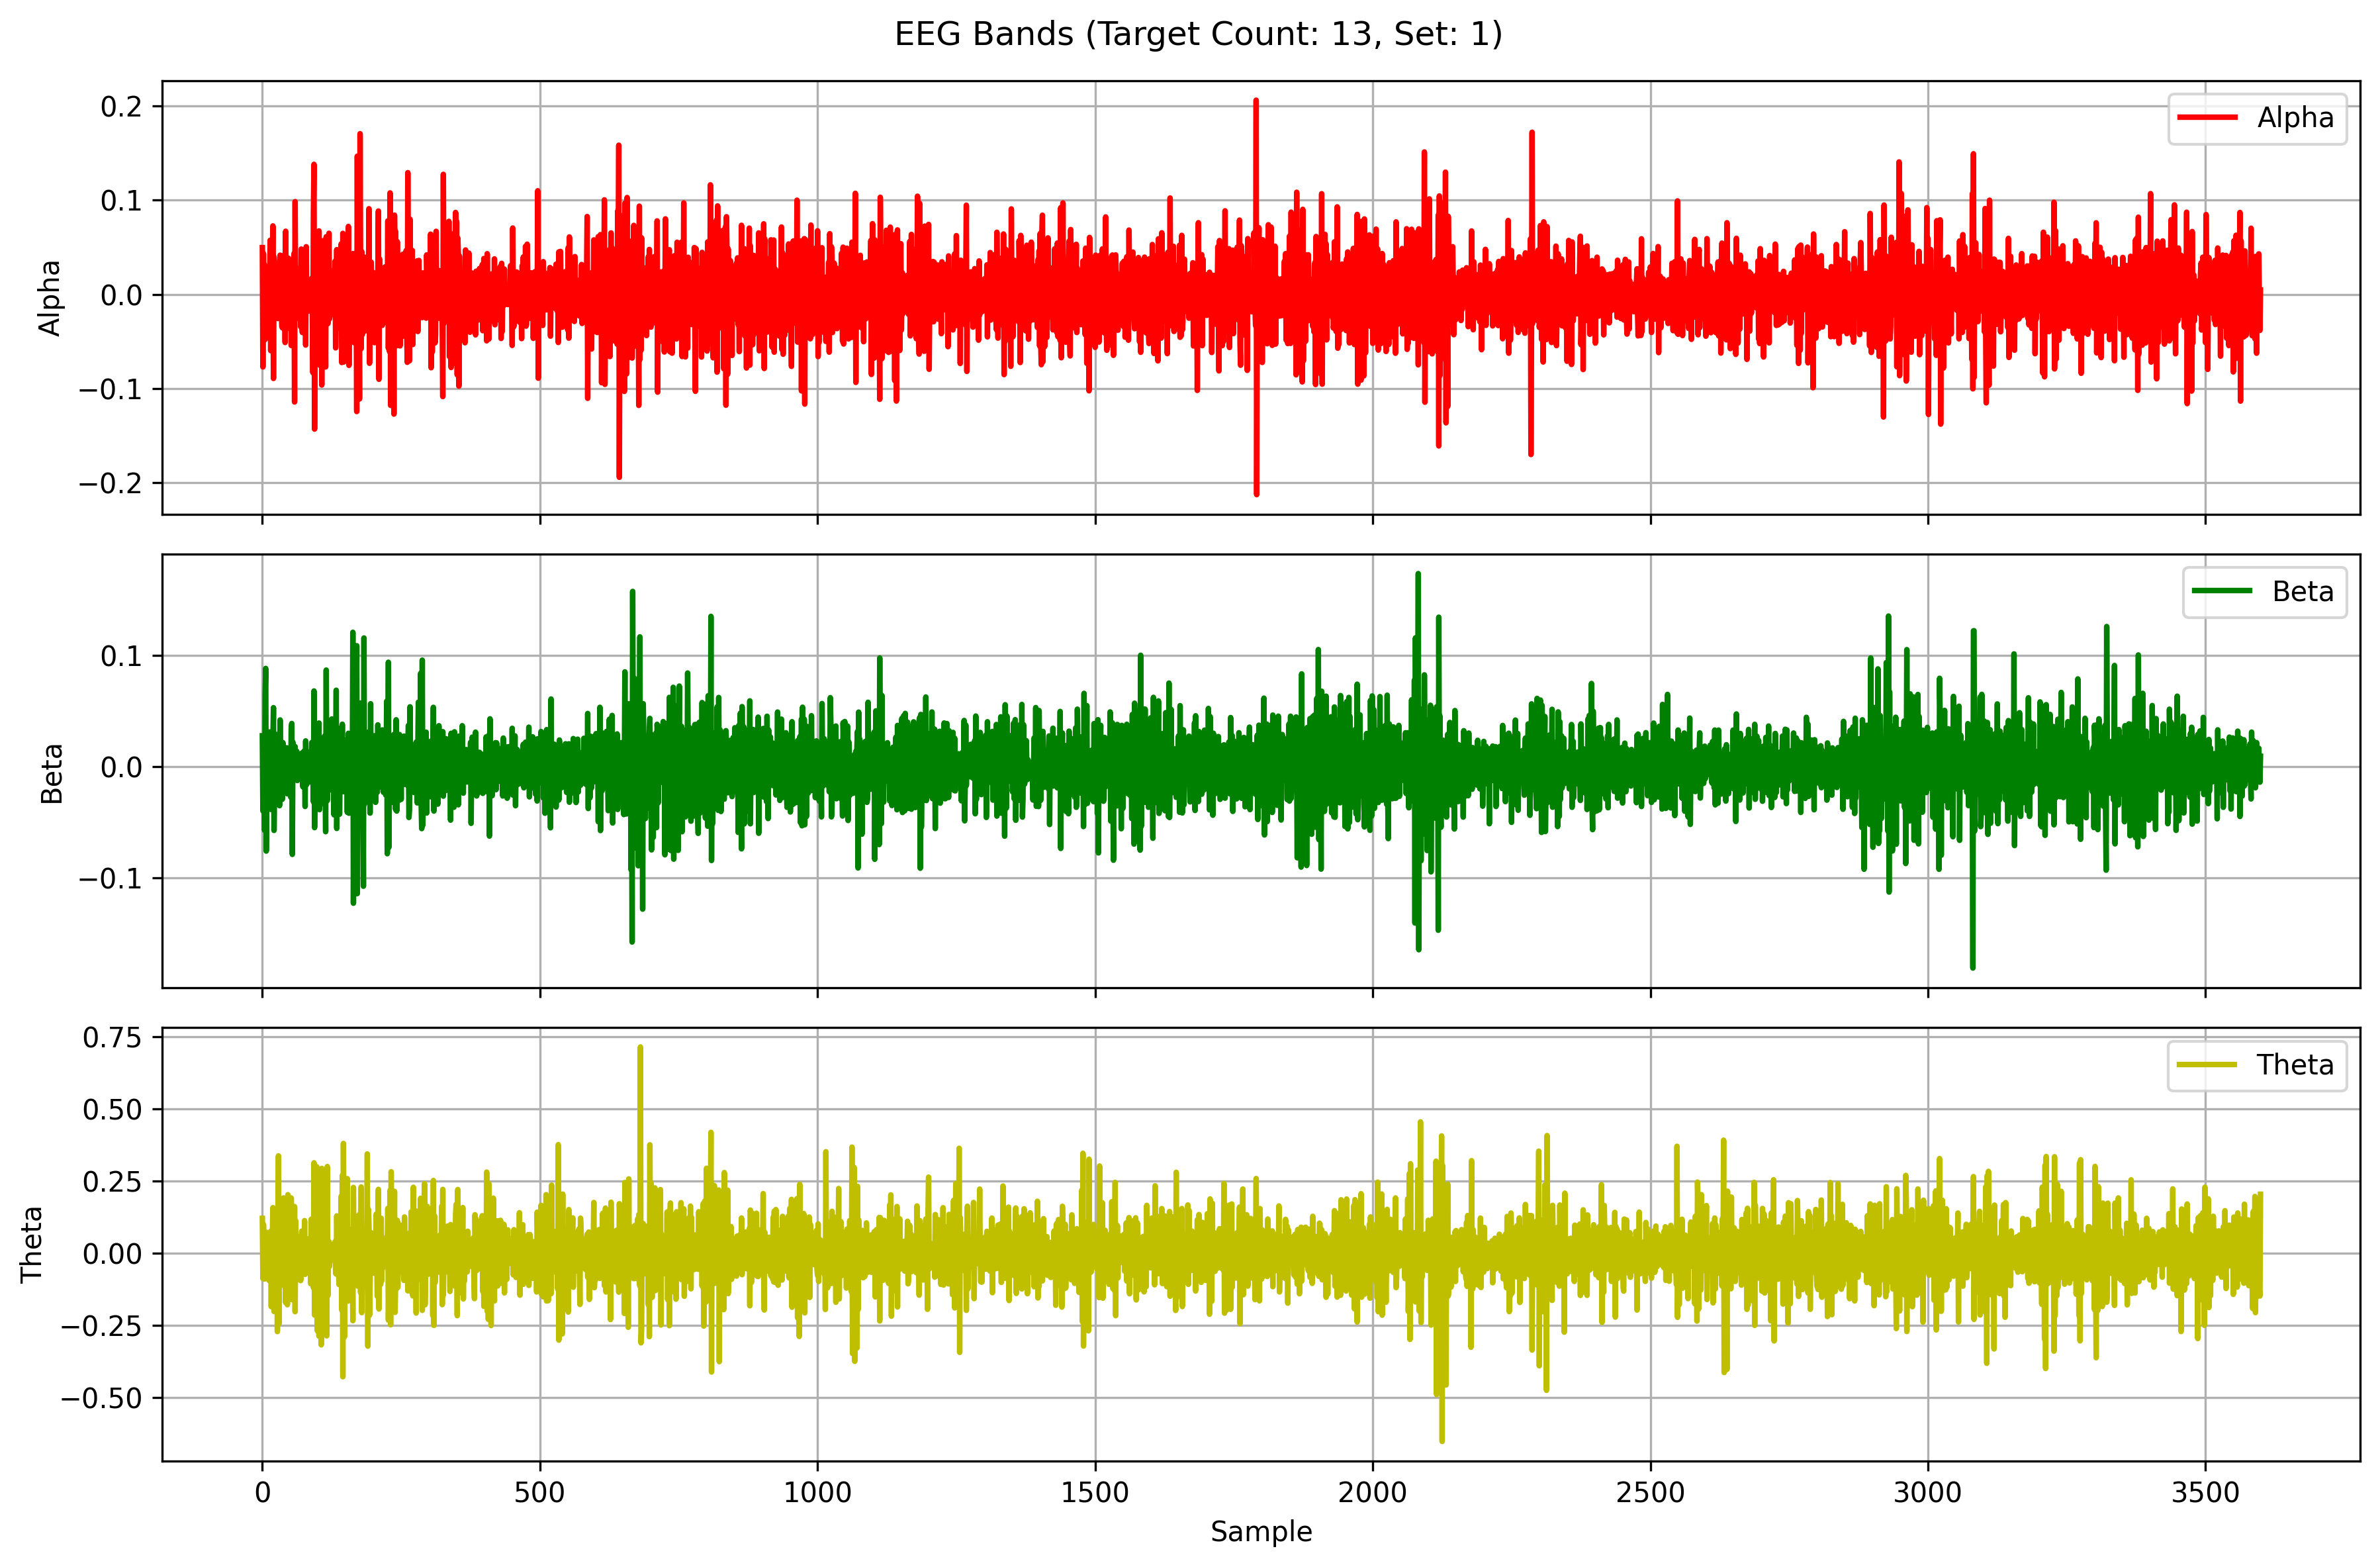 EEG Bands (Target Count: 13, Set: 1)
0.2
0.1
0.0
−0.1
−0.2
Alpha
Alpha
0.1
0.0
−0.1
Beta
Beta
0.75
0.50
0.25
0.00
−0.25
−0.50
Theta
Theta
0 500 1000 1500 2000 2500 3000 3500
Sample